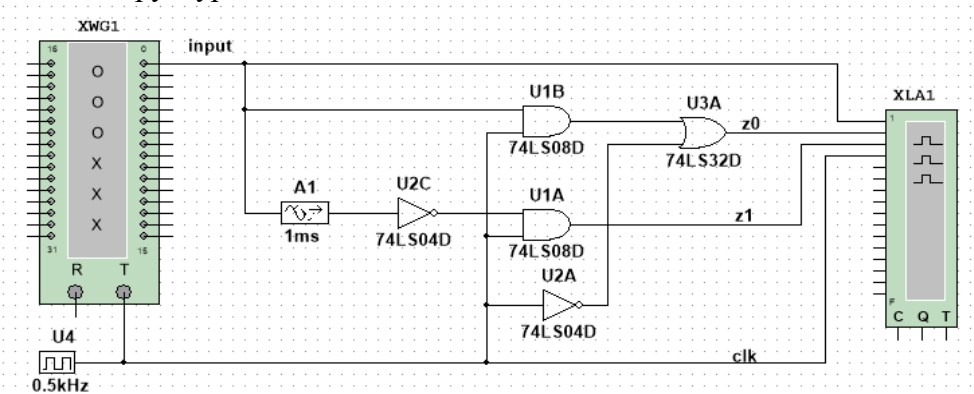 XWG1
16 0
input
O
O
O
X
X
X
31 15
R T
U4
0.5kHz
A1
1ms
U2C
74LS04D
U1B
74LS08D
U1A
74LS08D
U2A
74LS04D
U3A
74LS32D
z0
z1
clk
XLA1
1
F
C Q T